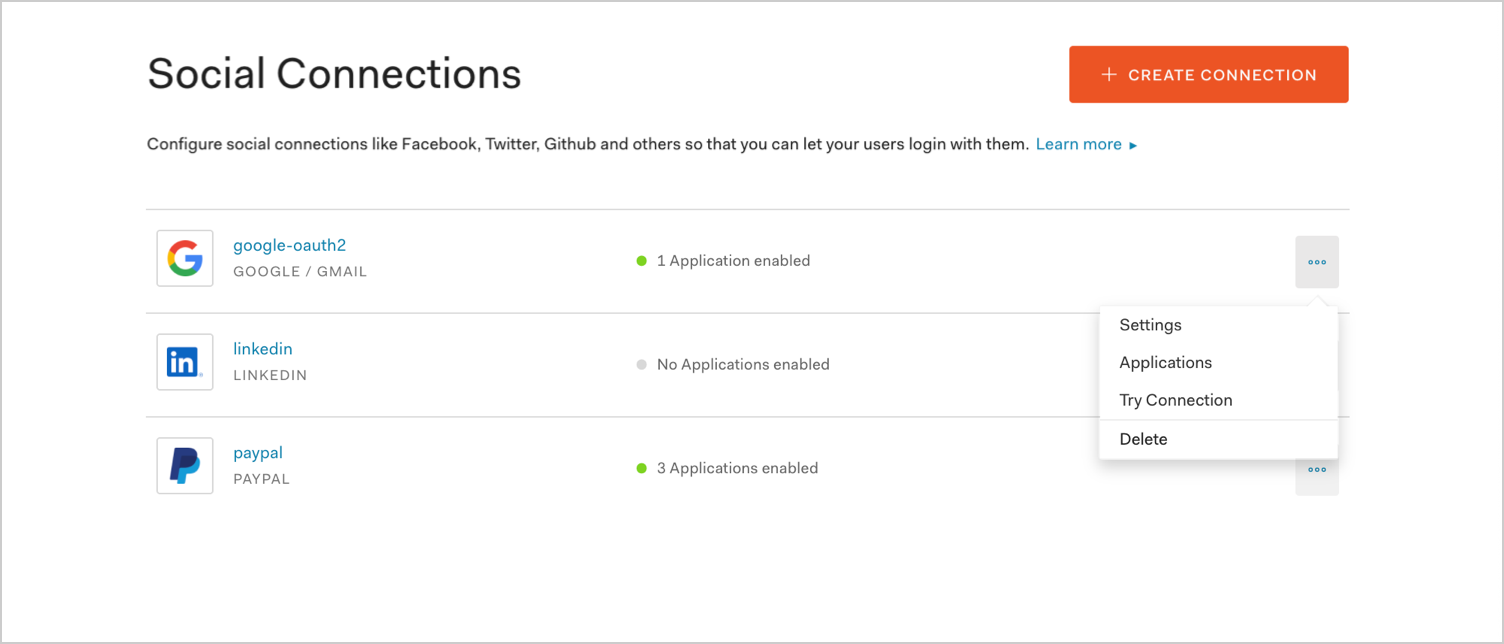 Social Connections
+ CREATE CONNECTION
Configure social connections like Facebook, Twitter, Github and others so that you can let your users login with them. Learn more ▸
google-oauth2
GOOGLE / GMAIL
1 Application enabled
Settings
Applications
Try Connection
Delete
in
linkedin
LINKEDIN
No Applications enabled
paypal
PAYPAL
3 Applications enabled